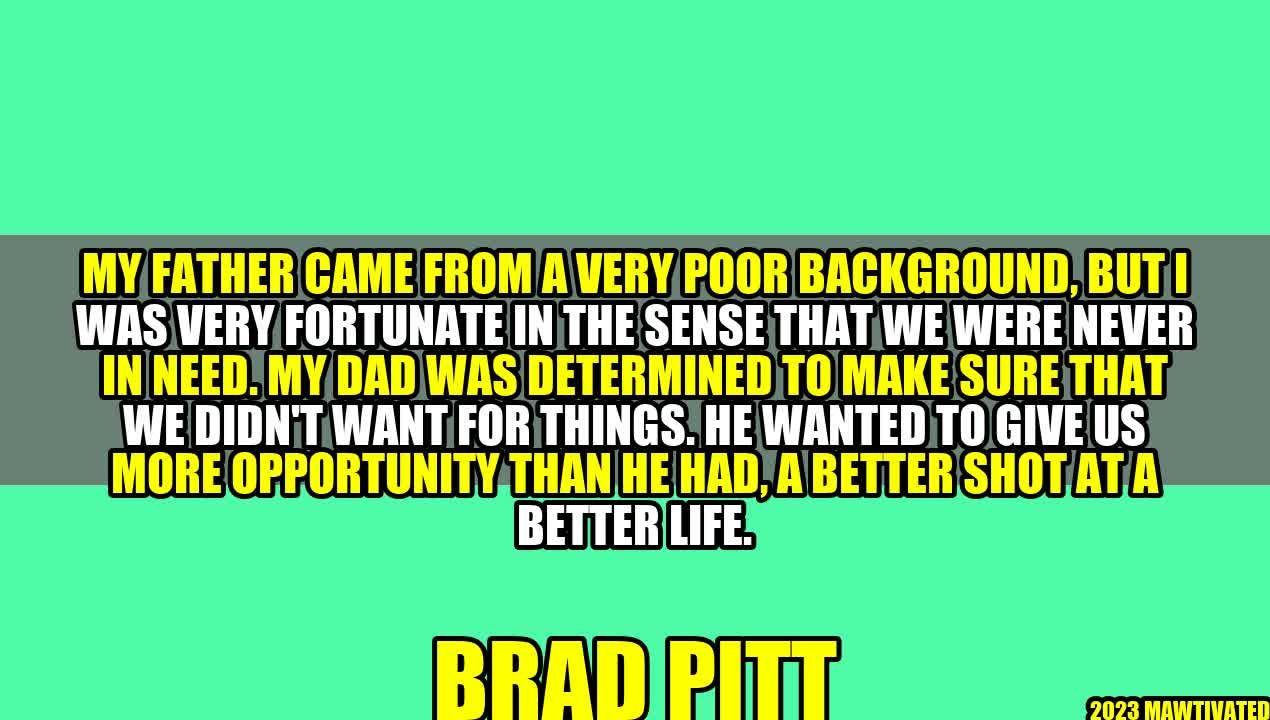 MY FATHER CAME FROM A VERY POOR BACKGROUND, BUT I
WAS VERY FORTUNATE IN THE SENSE THAT WE WERE NEVER
IN NEED. MY DAD WAS DETERMINED TO MAKE SURE THAT
WE DIDN'T WANT FOR THINGS. HE WANTED TO GIVE US
MORE OPPORTUNITY THAN HE HAD, A BETTER SHOT AT A
BETTER LIFE.
BRAD PITT
2023 MAWTIVATED